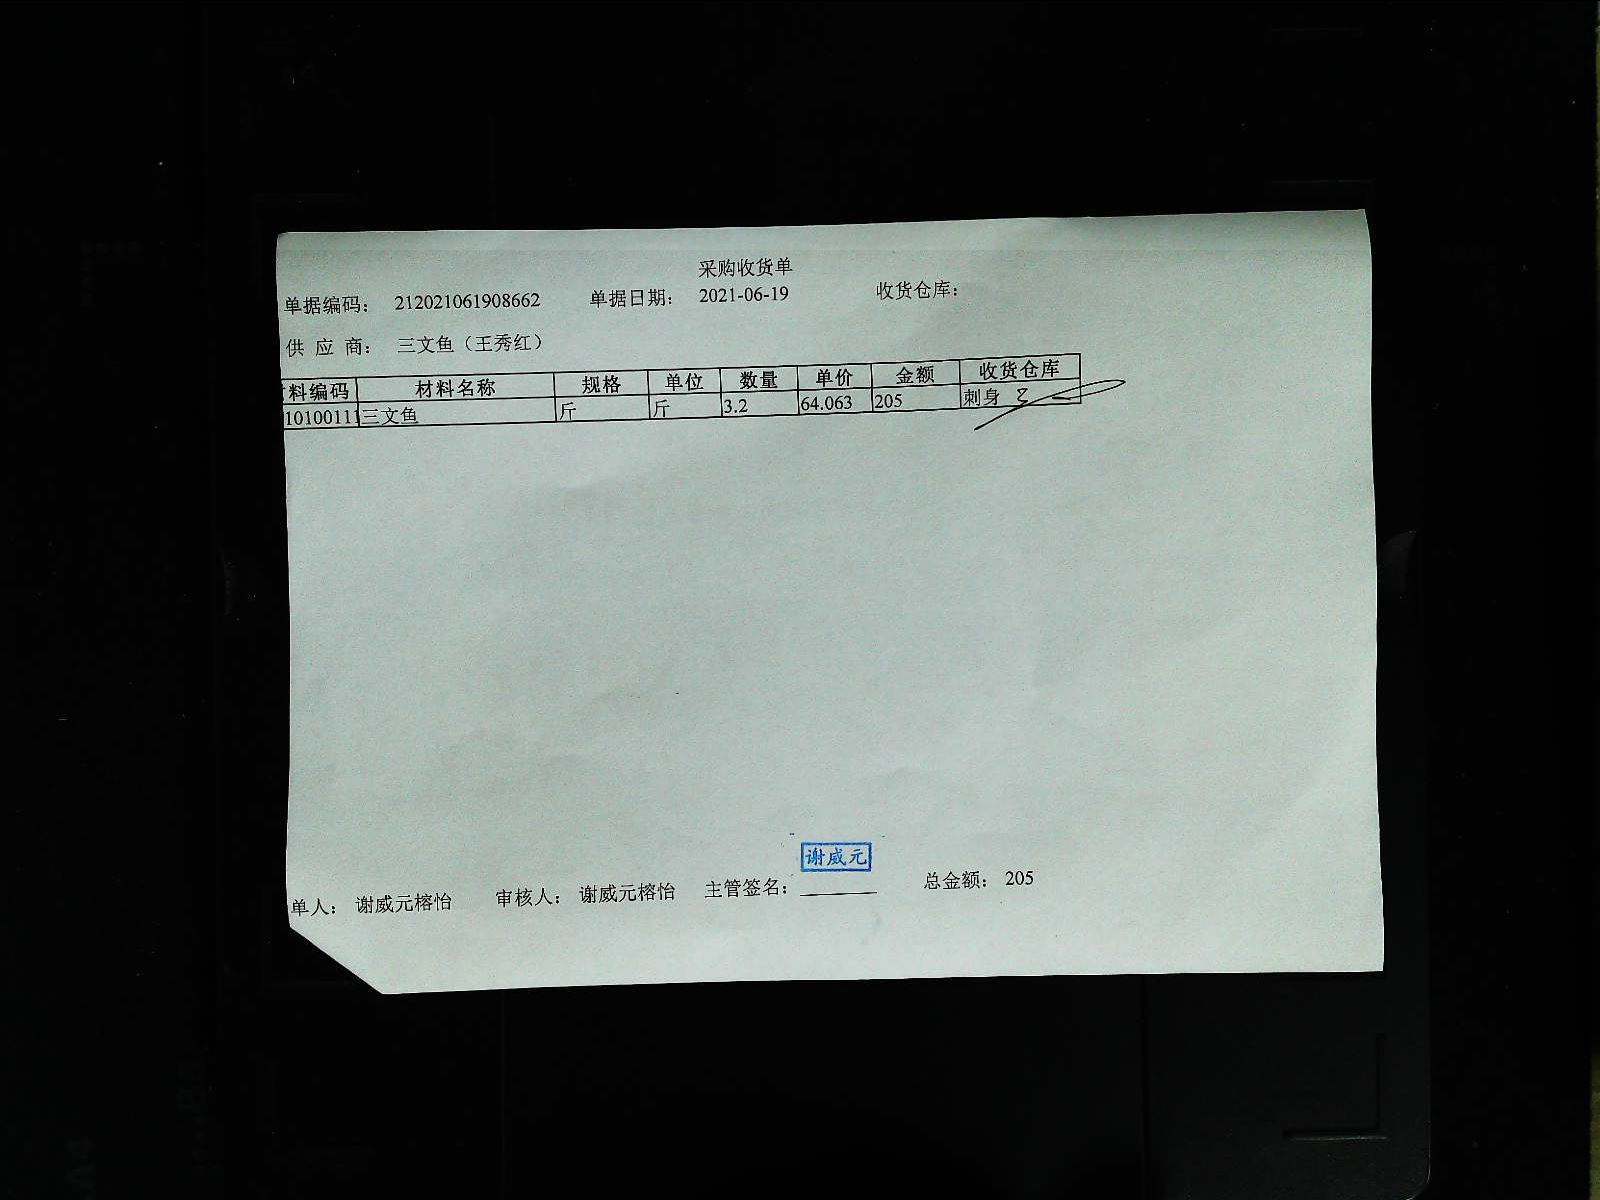 采购收货单
单据编码： 212021061908662 单据日期： 2021-06-19 收货仓库：
供 应 商： 三文鱼（王秀红）
料编码 材料名称 规格 单位 数量 单价 金额 收货仓库
10100111 三文鱼 斤 斤 3.2 64.063 205 刺身
谢威元
单人： 谢威元榕怡 审核人： 谢威元榕怡 主管签名： 总金额： 205